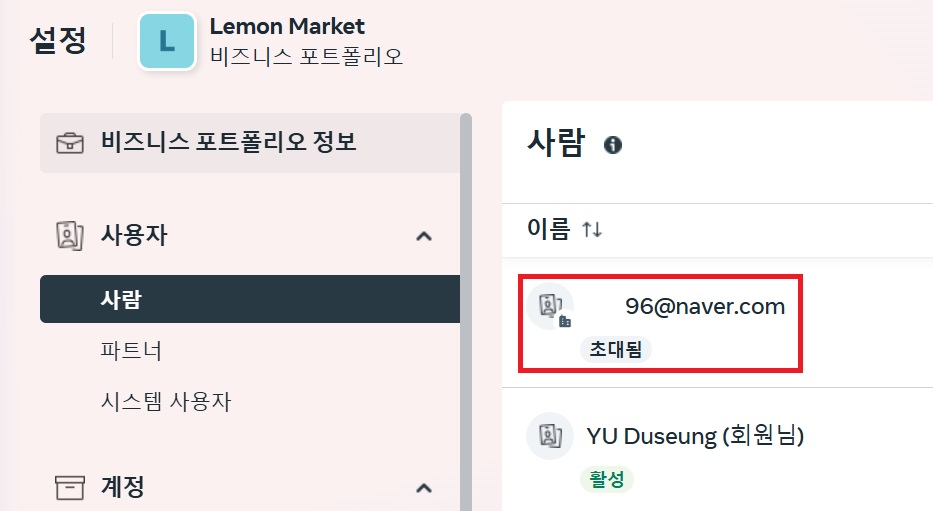 설정
L
Lemon Market
비즈니스 포트폴리오
비즈니스 포트폴리오 정보
사용자
사람
파트너
시스템 사용자
계정
사람
이름
96@naver.com
초대됨
YU Duseung (회원님)
활성